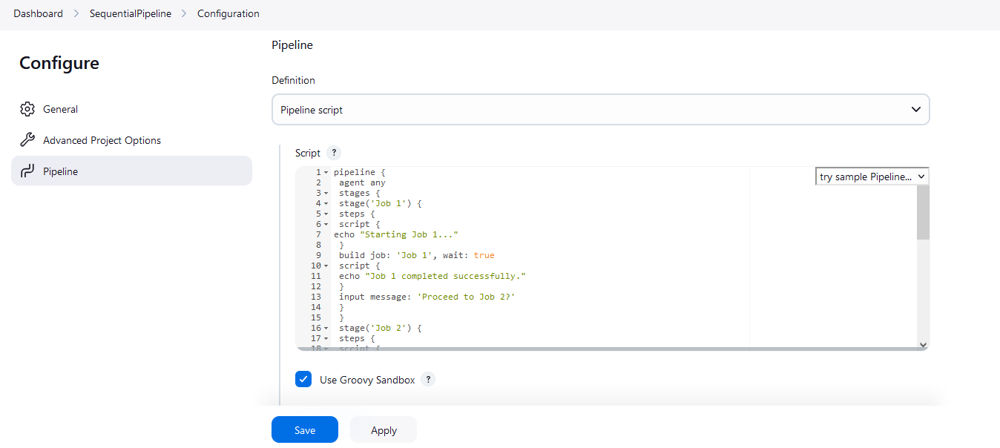 Dashboard > SequentialPipeline > Configuration
Configure
General
Advanced Project Options
Pipeline
Pipeline
Definition
Pipeline script
Script ?
try sample Pipeline...
1 pipeline {
2 agent any
3 stages {
4 stage('Job 1') {
5 steps {
6 script {
7 echo "Starting Job 1..."
8 }
9 build job: 'Job 1', wait: true
10 script {
11 echo "Job 1 completed successfully."
12 }
13 input message: 'Proceed to Job 2?'
14 }
15 }
16 stage('Job 2') {
17 steps {
18 script {
Use Groovy Sandbox ?
Save
Apply